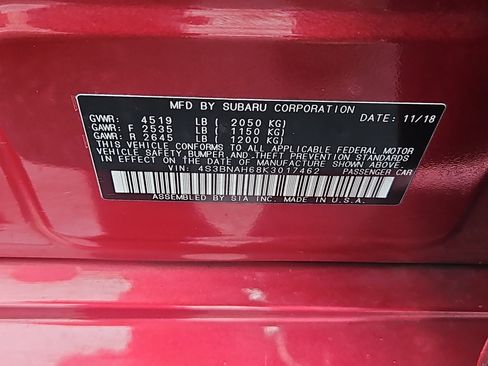 MFD BY SUBARU CORPORATION DATE: 11/18
GVWR: 4519 LB ( 2050 KG)
GAWR: F 2535 LB ( 1150 KG)
GAWR: R 2645 LB ( 1200 KG)
THIS VEHICLE CONFORMS TO ALL APPLICABLE FEDERAL MOTOR
VEHICLE SAFETY, BUMPER, AND THEFT PREVENTION
STANDARDS IN EFFECT ON THE DATE OF MANUFACTURE SHOWN ABOVE.
VIN: 4S3BNAH68K3017462 PASSENGER CAR
ASSEMBLED BY SIA INC. MADE IN U.S.A.